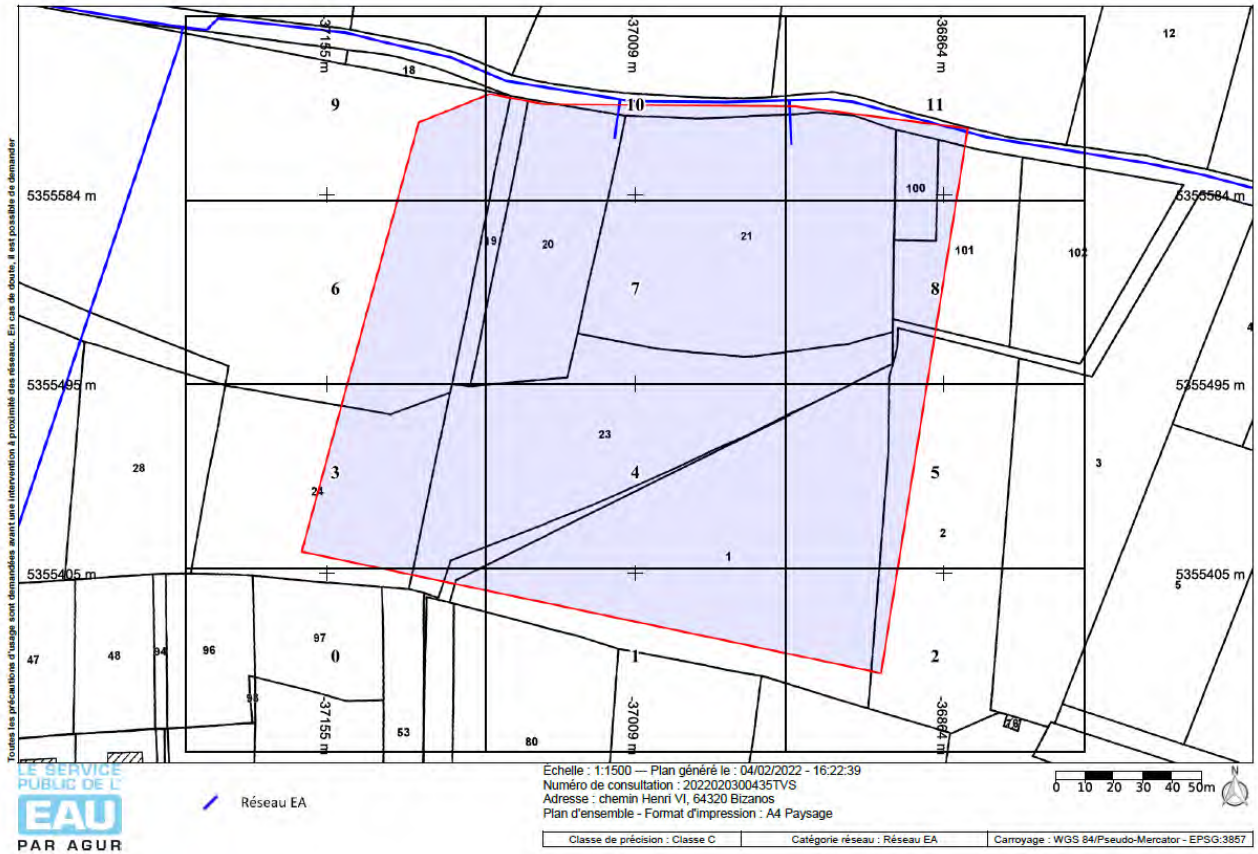 Toutes les précautions d'usage sont demandées avant une intervention à proximité des réseaux. En cas de doute, il est possible de demander
-37155 m
-37009 m
-36864 m
12
18
9
10
11
5355584 m
5355584 m
100
19
20
21
101
102
6
7
8
4
5355495 m
5355495 m
23
28
3
4
5
3
24
2
1
5355405 m
5355405 m
5
47
48
94
96
97
0
1
2
98
53
80
-37155 m
-37009 m
-36864 m
LE SERVICE
PUBLIC DE L'
EAU
PAR AGUR
Réseau EA
Échelle : 1:1500 --- Plan généré le : 04/02/2022 - 16:22:39
Numéro de consultation : 2022020300435TVS
Adresse : chemin Henri VI, 64320 Bizanos
Plan d'ensemble - Format d'impression : A4 Paysage
0 10 20 30 40 50m
N
Classe de précision : Classe C
Catégorie réseau : Réseau EA
Carroyage : WGS 84/Pseudo-Mercator - EPSG:3857